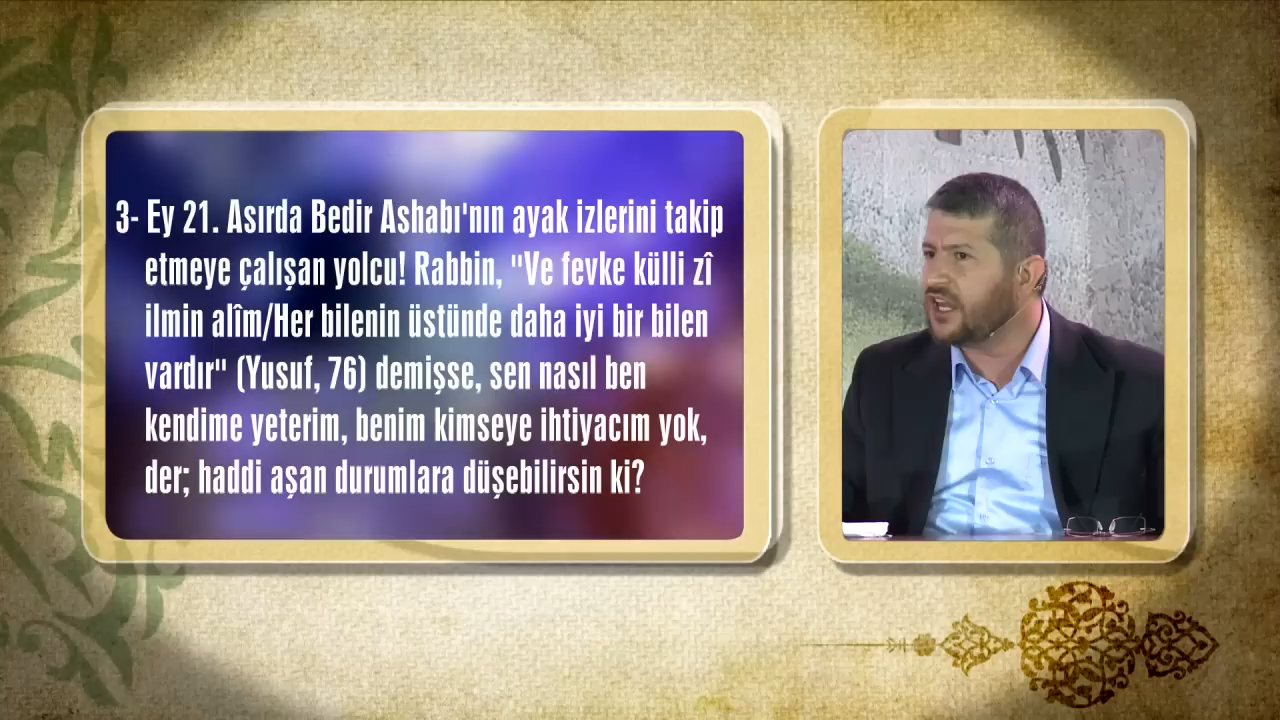 3- Ey 21. Asırda Bedir Ashabı'nın ayak izlerini takip
etmeye çalışan yolcu! Rabbin, "Ve fevke külli zî
ilmin alîm/Her bilenin üstünde daha iyi bir bilen
vardır" (Yusuf, 76) demişse, sen nasıl ben
kendime yeterim, benim kimseye ihtiyacım yok,
der; haddi aşan durumlara düşebilirsin ki?